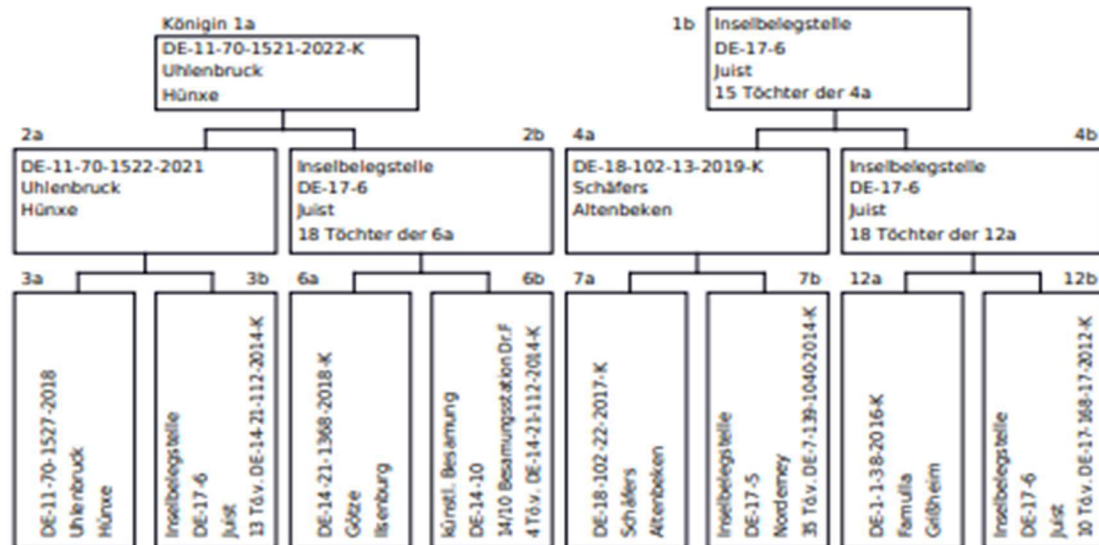 Königin 1a
DE-11-70-1521-2022-K
Uhlenbruck
Hünxe
1b
Inselbelegstelle
DE-17-6
Juist
15 Töchter der 4a
2a
DE-11-70-1522-2021
Uhlenbruck
Hünxe
2b
Inselbelegstelle
DE-17-6
Juist
18 Töchter der 6a
4a
DE-18-102-13-2019-K
Schäfers
Altenbeken
4b
Inselbelegstelle
DE-17-6
Juist
18 Töchter der 12a
3a
DE-11-70-1527-2018
Uhlenbruck
Hünxe
3b
Inselbelegstelle
DE-17-6
Juist
13 Tö.v. DE-14-21-112-2014-K
6a
DE-14-21-1368-2018-K
Götze
Ilsenburg
6b
künstl. Besamung
DE-14-10
14/10 Besamungsstation Dr.F
4 Tö.v. DE-14-21-112-2014-K
7a
DE-18-102-22-2017-K
Schäfers
Altenbeken
7b
Inselbelegstelle
DE-17-5
Norderney
35 Tö.v. DE-7-139-1040-2014-K
12a
DE-1-1-38-2016-K
Famulla
Grißheim
12b
Inselbelegstelle
DE-17-6
Juist
10 Tö.v. DE-17-168-17-2012-K